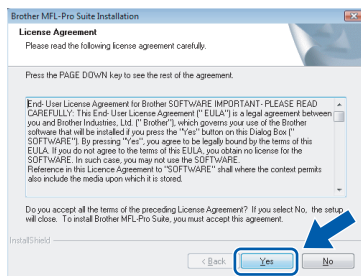 Brother MFL-Pro Suite Installation
License Agreement
Please read the following license agreement carefully.
Press the PAGE DOWN key to see the rest of the agreement.
End- User License Agreement for Brother SOFTWARE IMPORTANT- PLEASE READ
CAREFULLY: This End- User License Agreement (" EULA") is a legal agreement between
you and Brother Industries, Ltd. (" Brother"), which governs your use of the Brother
software that will be installed if you press the "Yes" button on this Dialog Box ("
SOFTWARE"). By pressing "Yes", you agree to be legally bound by the terms of this
EULA. If you do not agree to the terms of this EULA, you obtain no license for the
SOFTWARE. In such case, you may not use the SOFTWARE.
Reference in this Licence Agreement to "SOFTWARE" shall where the context permits
also include the media upon which it is stored.
Do you accept all the terms of the preceding License Agreement? If you select No, the setup
will close. To install Brother MFL-Pro Suite, you must accept this agreement.
InstallShield
< Back
Yes
No